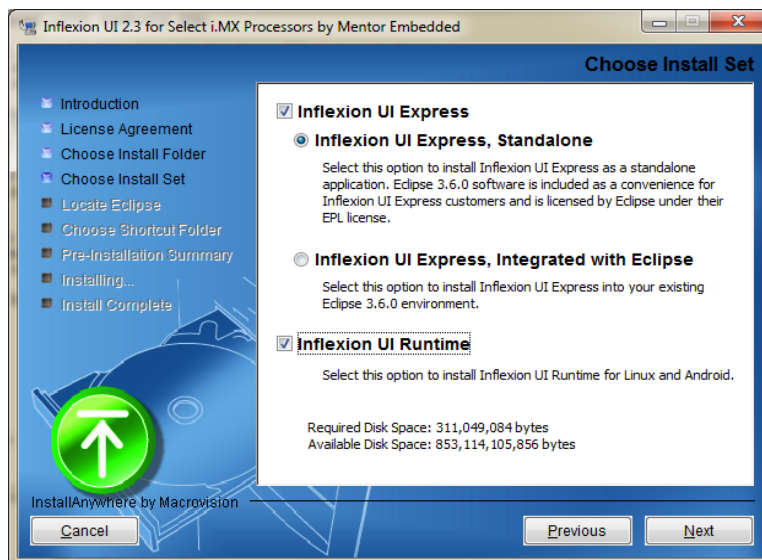 Inflexion UI 2.3 for Select i.MX Processors by Mentor Embedded
Choose Install Set
Introduction
License Agreement
Choose Install Folder
Choose Install Set
Locate Eclipse
Choose Shortcut Folder
Pre-Installation Summary
Installing...
Install Complete
Inflexion UI Express
Inflexion UI Express, Standalone
Select this option to install Inflexion UI Express as a standalone
application. Eclipse 3.6.0 software is included as a convenience for
Inflexion UI Express customers and is licensed by Eclipse under their
EPL license.
Inflexion UI Express, Integrated with Eclipse
Select this option to install Inflexion UI Express into your existing
Eclipse 3.6.0 environment.
Inflexion UI Runtime
Select this option to install Inflexion UI Runtime for Linux and Android.
Required Disk Space: 311,049,084 bytes
Available Disk Space: 853,114,105,856 bytes
InstallAnywhere by Macrovision
Cancel
Previous
Next